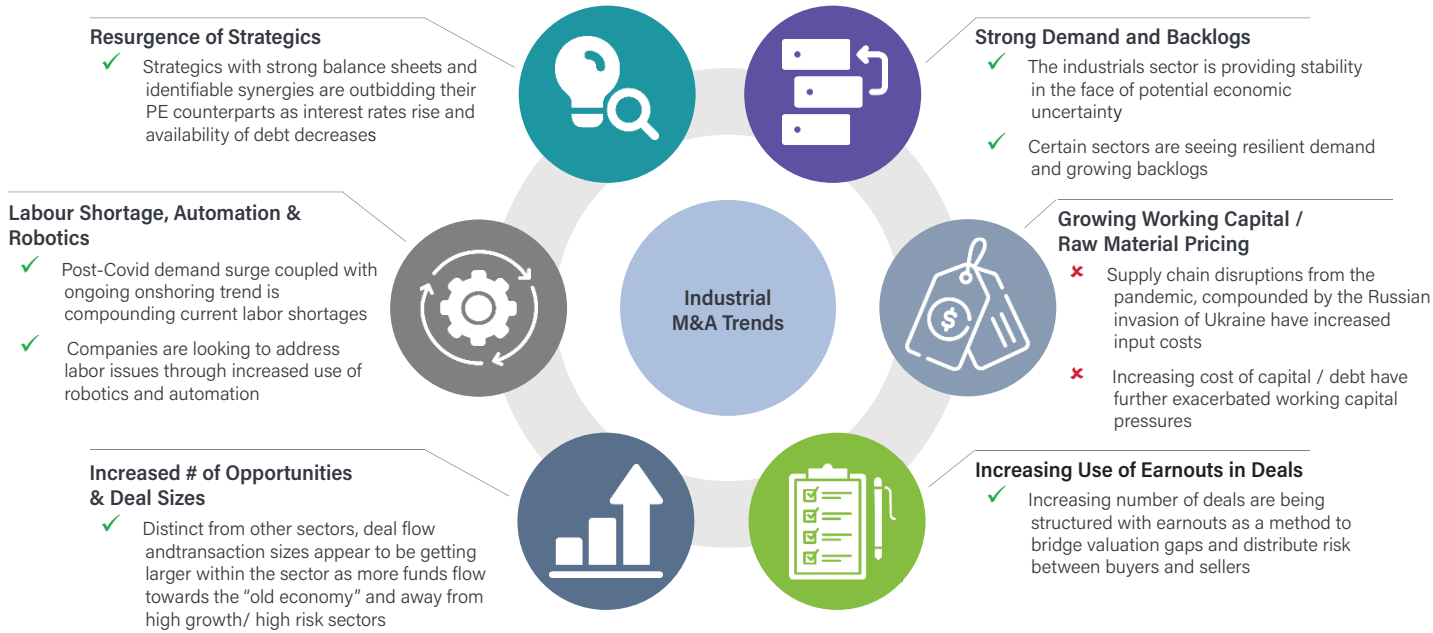 Resurgence of Strategics
Strategics with strong balance sheets and
identifiable synergies are outbidding their
PE counterparts as interest rates rise and
availability of debt decreases
Strong Demand and Backlogs
The industrials sector is providing stability
in the face of potential economic
uncertainty
Certain sectors are seeing resilient demand
and growing backlogs
Labour Shortage, Automation &
Robotics
Post-Covid demand surge coupled with
ongoing onshoring trend is
compounding current labor shortages
Companies are looking to address
labor issues through increased use of
robotics and automation
Industrial
M&A Trends
$
Growing Working Capital /
Raw Material Pricing
Supply chain disruptions from the
pandemic, compounded by the Russian
invasion of Ukraine have increased
input costs
Increasing cost of capital / debt have
further exacerbated working capital
pressures
Increased # of Opportunities
& Deal Sizes
Distinct from other sectors, deal flow
andtransaction sizes appear to be getting
larger within the sector as more funds flow
towards the “old economy” and away from
high growth/ high risk sectors
Increasing Use of Earnouts in Deals
Increasing number of deals are being
structured with earnouts as a method to
bridge valuation gaps and distribute risk
between buyers and sellers